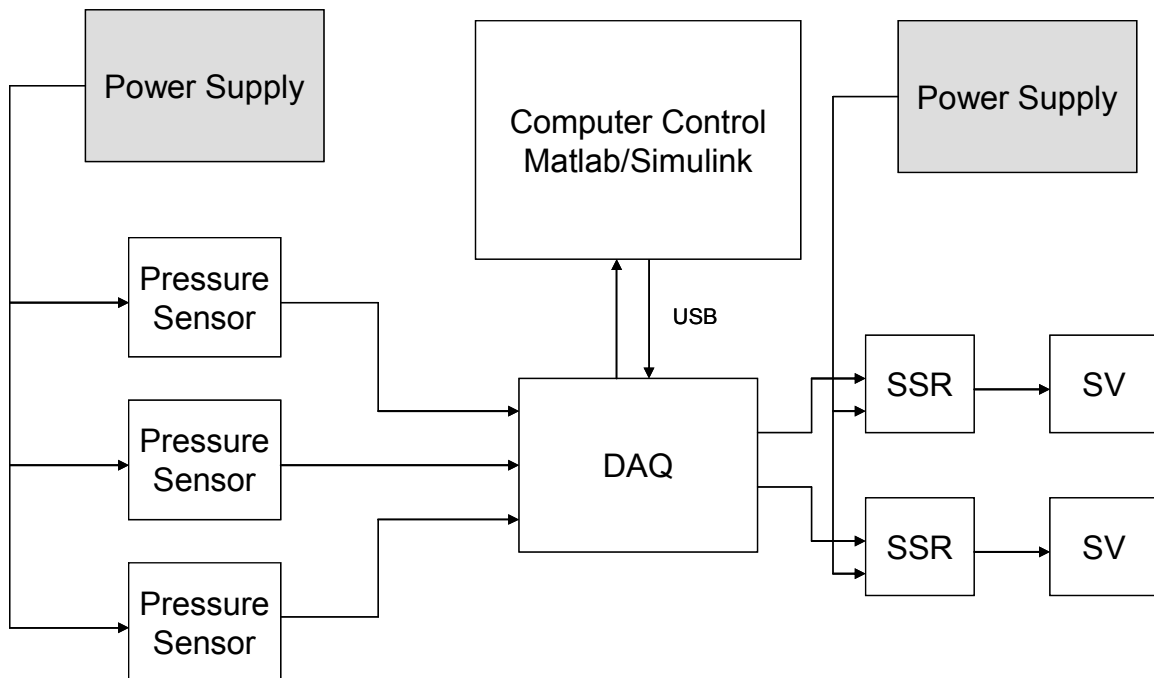 Power Supply
Computer Control
Matlab/Simulink
Power Supply
Pressure
Sensor
USB
SSR
SV
Pressure
Sensor
DAQ
SSR
SV
Pressure
Sensor